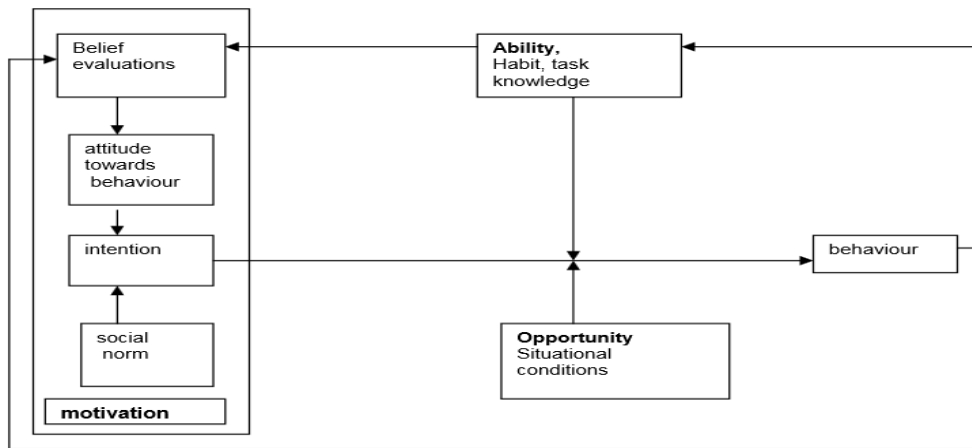 Belief
evaluations
Ability,
Habit, task
knowledge
attitude
towards
behaviour
intention
behaviour
social
norm
Opportunity
Situational
conditions
motivation